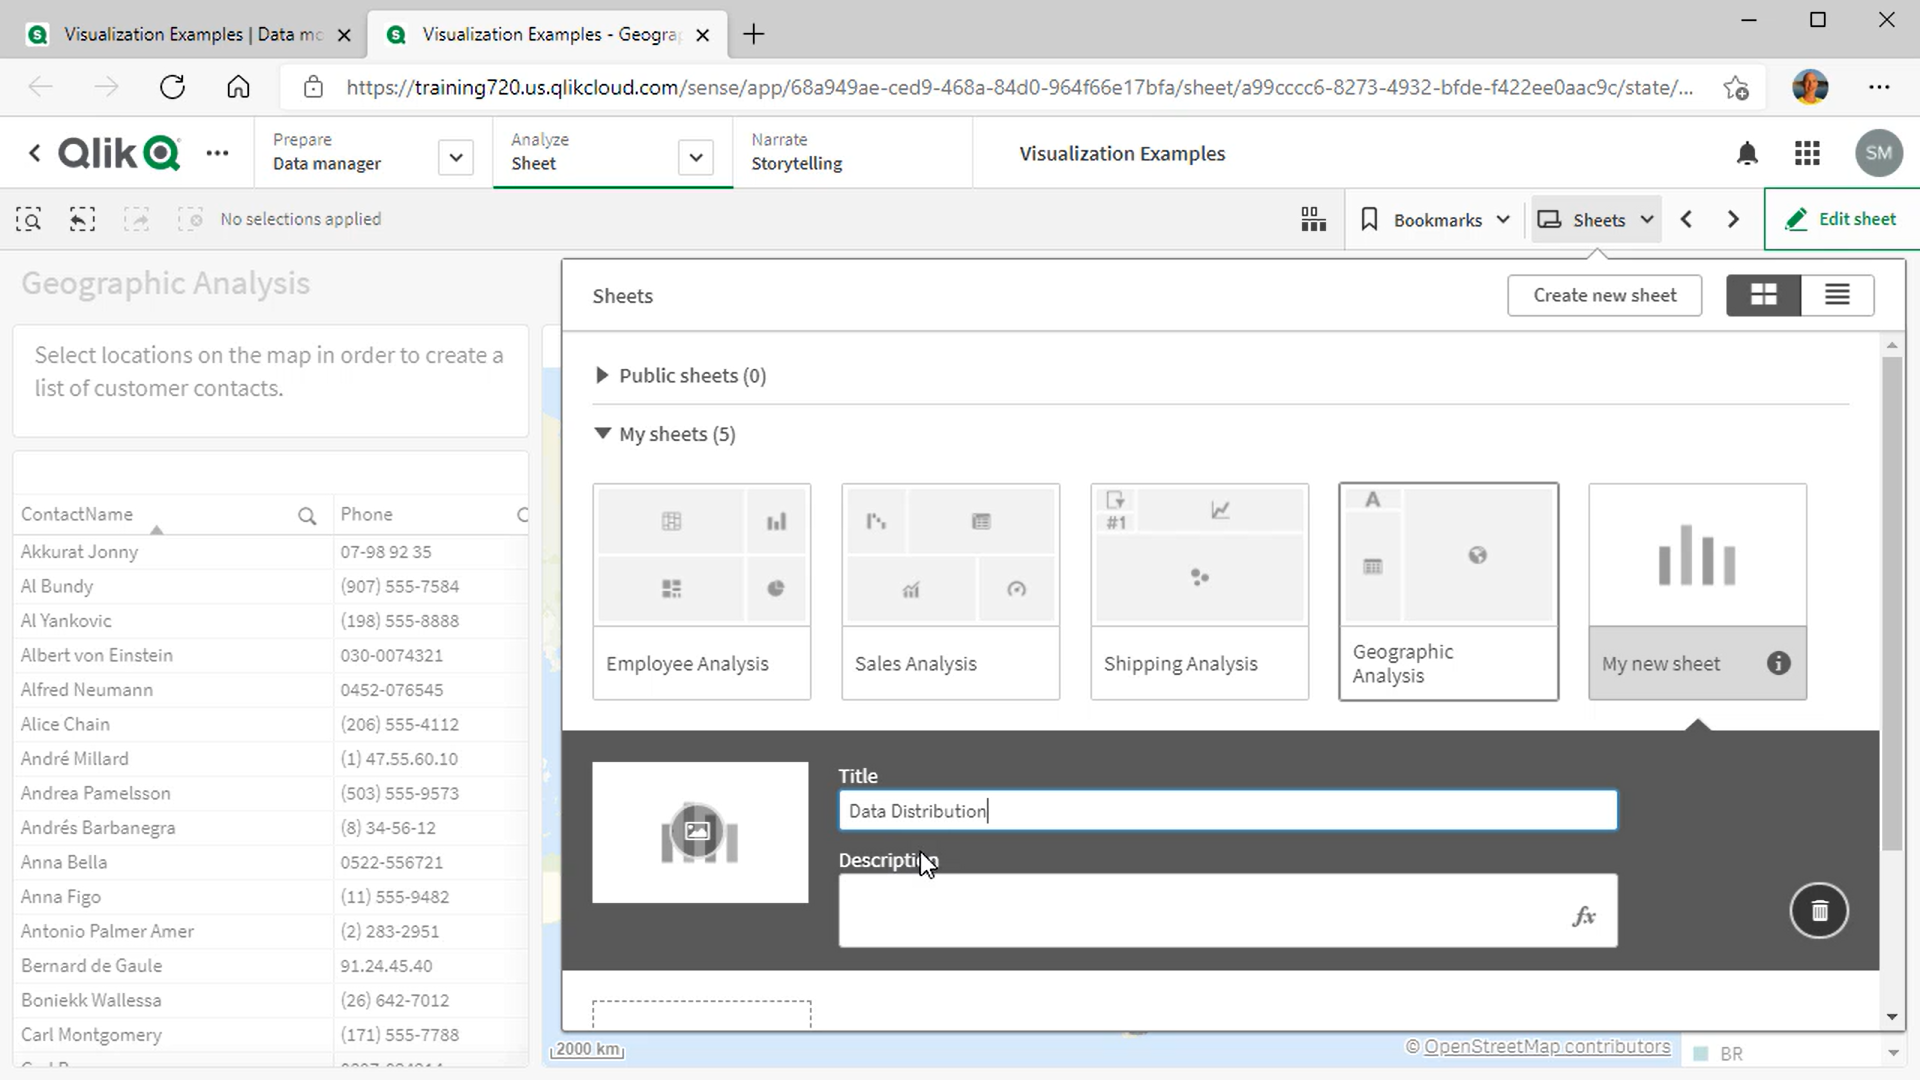 Visualization Examples | Data mo
Visualization Examples - Geogra
https://training720.us.qlikcloud.com/sense/app/68a949ae-ced9-468a-84d0-964f66e17bfa/sheet/a99cccc6-8273-4932-bfde-f422ee0aac9c/state/...
Qlik
Prepare
Data manager
Analyze
Sheet
Narrate
Storytelling
Visualization Examples
SM
No selections applied
Bookmarks
Sheets
Edit sheet
Geographic Analysis
Select locations on the map in order to create a
list of customer contacts.
ContactName
Phone
Akkurat Jonny
07-98 92 35
Al Bundy
(907) 555-7584
Al Yankovic
(198) 555-8888
Albert von Einstein
030-0074321
Alfred Neumann
0452-076545
Alice Chain
(206) 555-4112
André Millard
(1) 47.55.60.10
Andrea Pamelsson
(503) 555-9573
Andrés Barbanegra
(8) 34-56-12
Anna Bella
0522-556721
Anna Figo
(11) 555-9482
Antonio Palmer Amer
(2) 283-2951
Bernard de Gaule
91.24.45.40
Boniekk Wallessa
(26) 642-7012
Carl Montgomery
(171) 555-7788
Sheets
Create new sheet
Public sheets (0)
My sheets (5)
#1
A
Employee Analysis
Sales Analysis
Shipping Analysis
Geographic
Analysis
My new sheet
Title
Data Distribution
Description
fx
2000 km
© OpenStreetMap contributors
BR